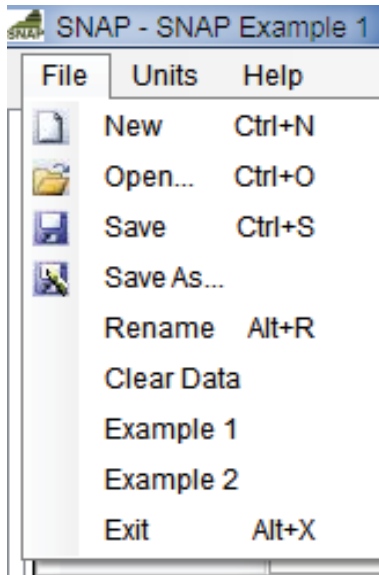 SNAP SNAP - SNAP Example 1
File Units Help
New Ctrl+N
Open... Ctrl+O
Save Ctrl+S
Save As...
Rename Alt+R
Clear Data
Example 1
Example 2
Exit Alt+X